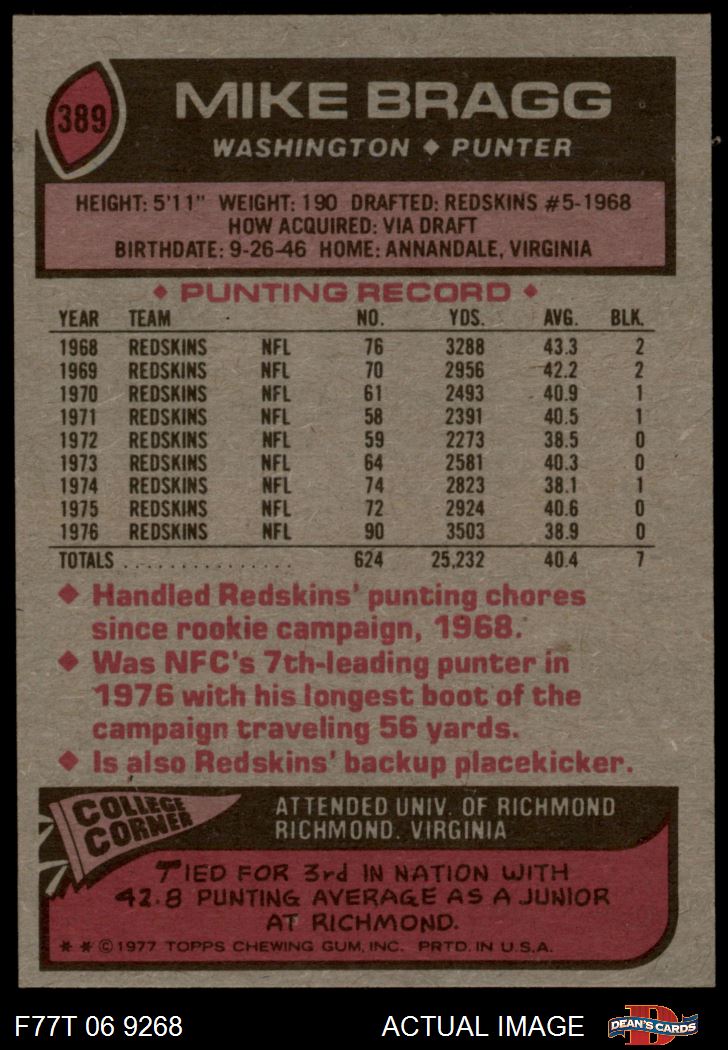 389
MIKE BRAGG
WASHINGTON ◆ PUNTER
HEIGHT: 5'11" WEIGHT: 190 DRAFTED: REDSKINS #5-1968
HOW ACQUIRED: VIA DRAFT
BIRTHDATE: 9-26-46 HOME: ANNANDALE, VIRGINIA
◆ PUNTING RECORD ◆
YEAR TEAM NO. YDS. AVG. BLK.
1968 REDSKINS NFL 76 3288 43.3 2
1969 REDSKINS NFL 70 2956 42.2 2
1970 REDSKINS NFL 61 2493 40.9 1
1971 REDSKINS NFL 58 2391 40.5 1
1972 REDSKINS NFL 59 2273 38.5 0
1973 REDSKINS NFL 64 2581 40.3 0
1974 REDSKINS NFL 74 2823 38.1 1
1975 REDSKINS NFL 72 2924 40.6 0
1976 REDSKINS NFL 90 3503 38.9 0
TOTALS . . . . . . . . . . . . . . . 624 25,232 40.4 7
◆ Handled Redskins' punting chores
since rookie campaign, 1968.
◆ Was NFC's 7th-leading punter in
1976 with his longest boot of the
campaign traveling 56 yards.
◆ Is also Redskins' backup placekicker.
COLLEGE
CORNER
ATTENDED UNIV. OF RICHMOND
RICHMOND. VIRGINIA
TIED FOR 3rd IN NATION WITH
42.8 PUNTING AVERAGE AS A JUNIOR
AT RICHMOND.
* * © 1977 TOPPS CHEWING GUM, INC. PRTD. IN U.S.A.
F77T 06 9268
ACTUAL IMAGE
D
DEAN'S CARDS